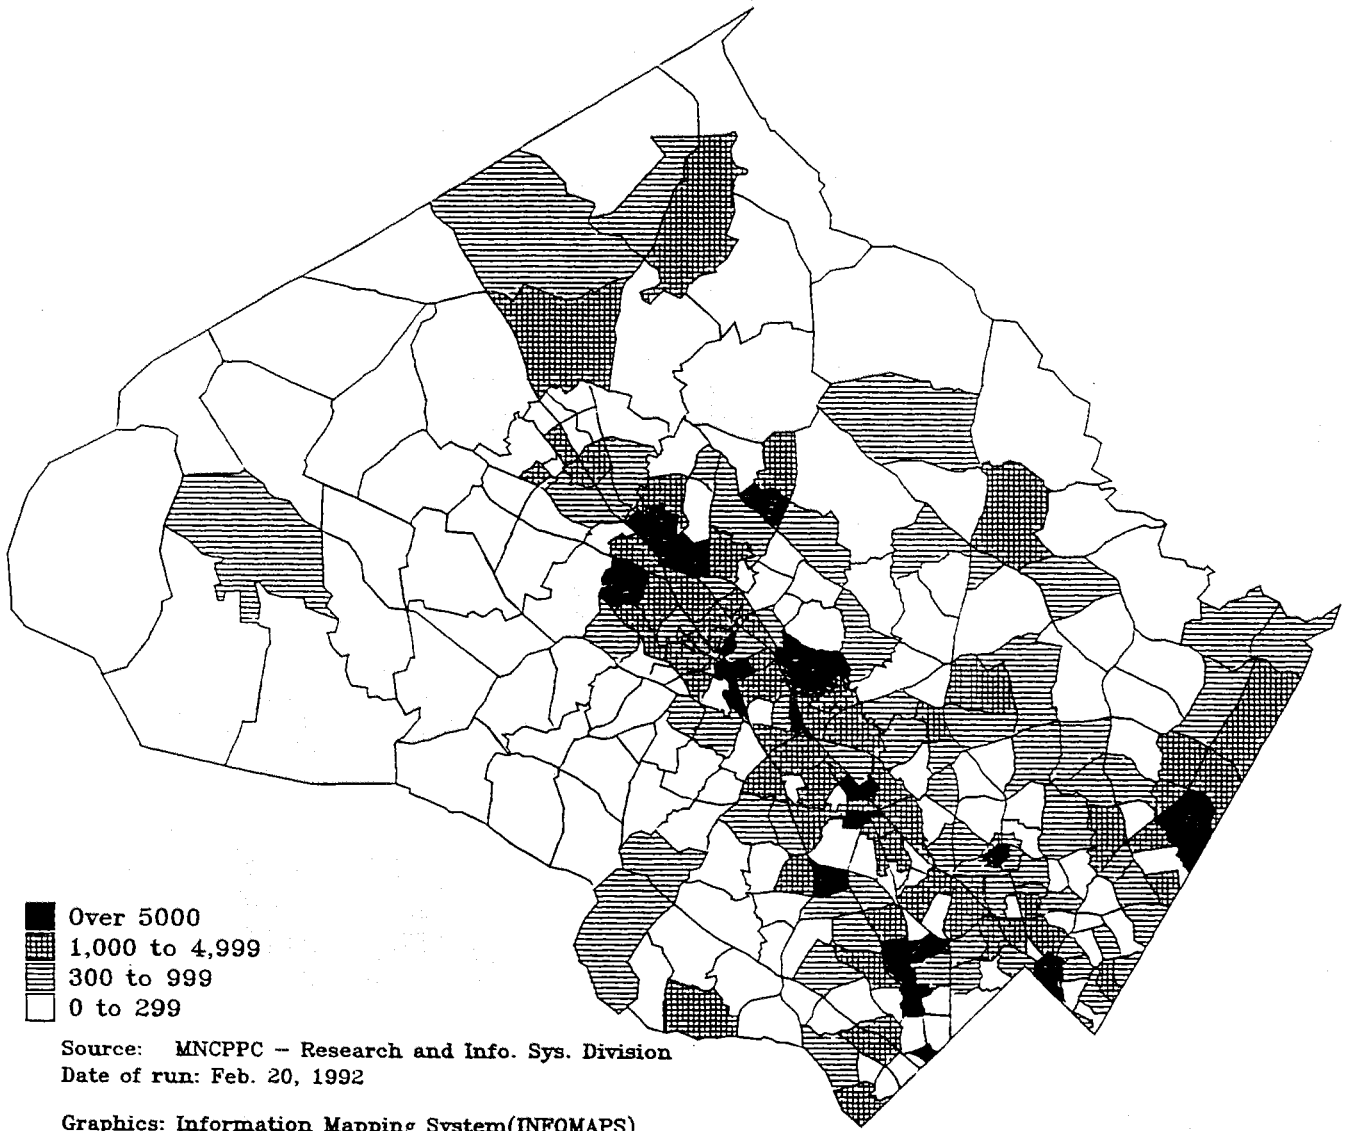 Over 5000
1,000 to 4,999
300 to 999
0 to 299
Source: MNCPPC - Research and Info. Sys. Division
Date of run: Feb. 20, 1992
Graphics: Information Mapping System(INFOMAPS)